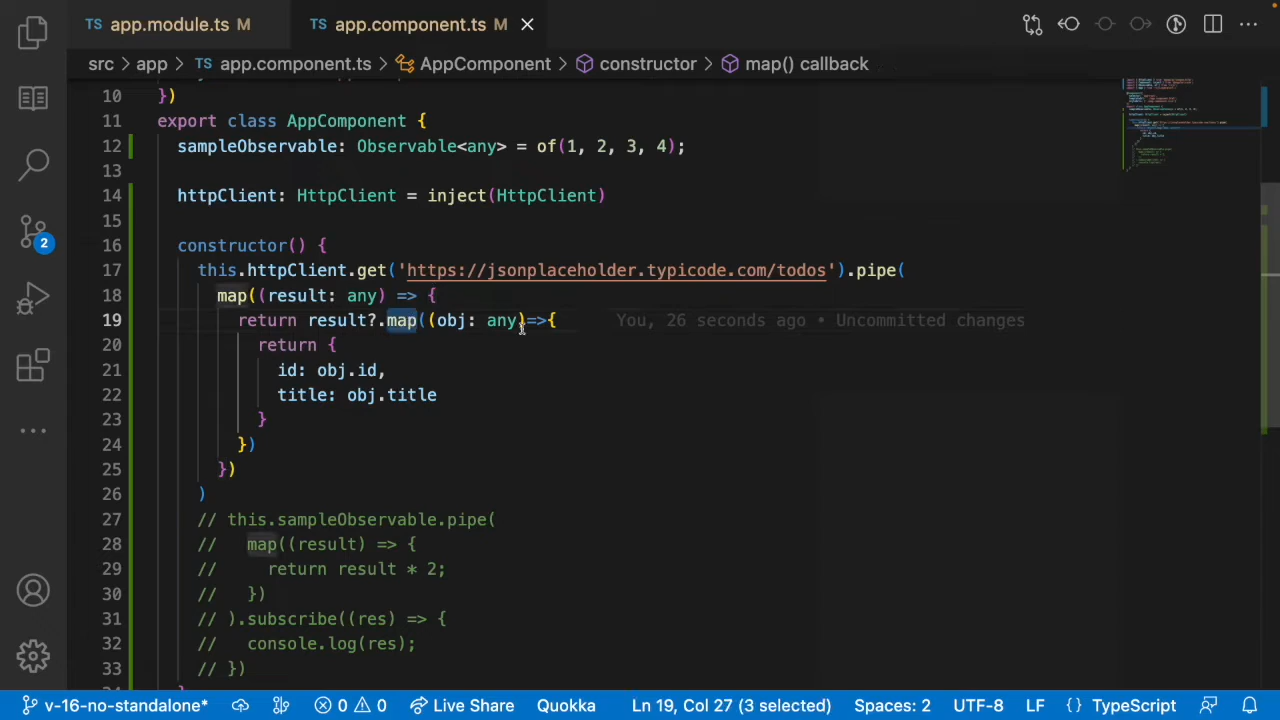 TS app.module.ts M
TS app.component.ts M
src > app > TS app.component.ts > AppComponent > constructor > map() callback
10 })
11 export class AppComponent {
12 sampleObservable: Observable<any> = of(1, 2, 3, 4);
13
14 httpClient: HttpClient = inject(HttpClient)
15
16 constructor() {
17 this.httpClient.get('https://jsonplaceholder.typicode.com/todos').pipe(
18 map((result: any) => {
19 return result?.map((obj: any)=>{ You, 26 seconds ago • Uncommitted changes
20 return {
21 id: obj.id,
22 title: obj.title
23 }
24 })
25 })
26 )
27 // this.sampleObservable.pipe(
28 // map((result) => {
29 // return result * 2;
30 // })
31 // ).subscribe((res) => {
32 // console.log(res);
33 // })
2
v-16-no-standalone* 0 0 Live Share Quokka Ln 19, Col 27 (3 selected) Spaces: 2 UTF-8 LF {} TypeScript